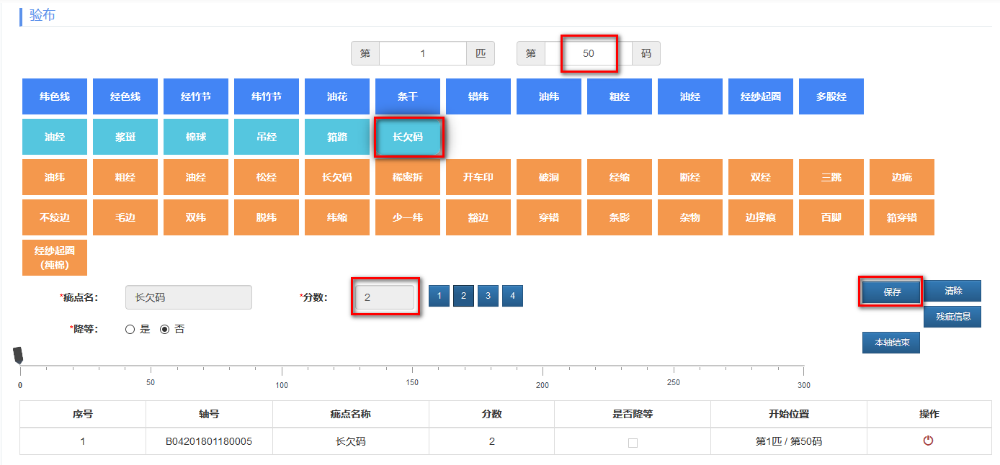 验布
第 1 匹 第 50 码
纬色线 经色线 经竹节 纬竹节 油花 条干 错纬 油纬 粗经 油经 经纱起圈 多股经
油经 浆斑 棉球 吊经 筘路 长欠码
油纬 粗经 油经 松经 长欠码 稀密拆 开车印 破洞 经缩 断经 双经 三跳 边疵
不绞边 毛边 双纬 脱纬 纬缩 少一纬 豁边 穿错 条影 杂物 边撑痕 百脚 筘穿错
经纱起圈
(纯棉)
*疵点名: 长欠码 *分数: 2 1 2 3 4 保存 清除
残疵信息
*降等: 是 否
本轴结束
0 50 100 150 200 250 300
序号 轴号 疵点名称 分数 是否降等 开始位置 操作
1 B04201801180005 长欠码 2 第1匹 / 第50码